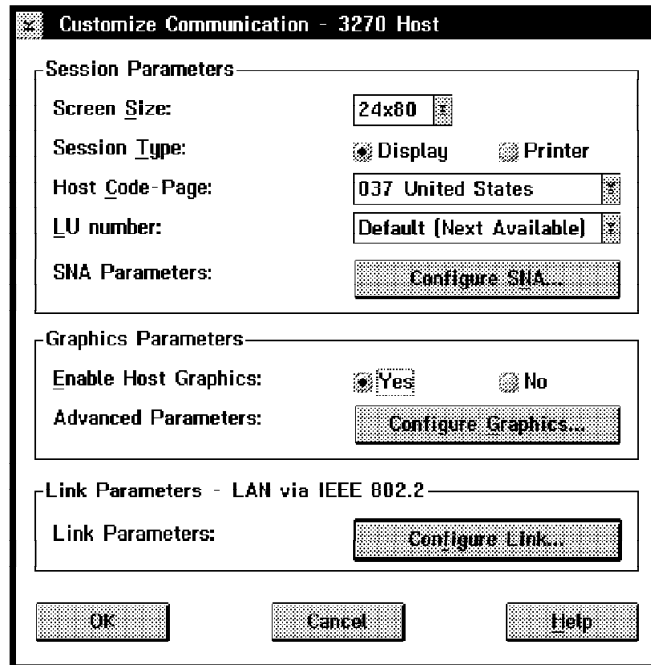 Customize Communication - 3270 Host
Session Parameters
Screen Size: 24x80
Session Type: Display Printer
Host Code-Page: 037 United States
LU number: Default (Next Available)
SNA Parameters: Configure SNA...
Graphics Parameters
Enable Host Graphics: Yes No
Advanced Parameters: Configure Graphics...
Link Parameters - LAN via IEEE 802.2
Link Parameters: Configure Link...
OK Cancel Help